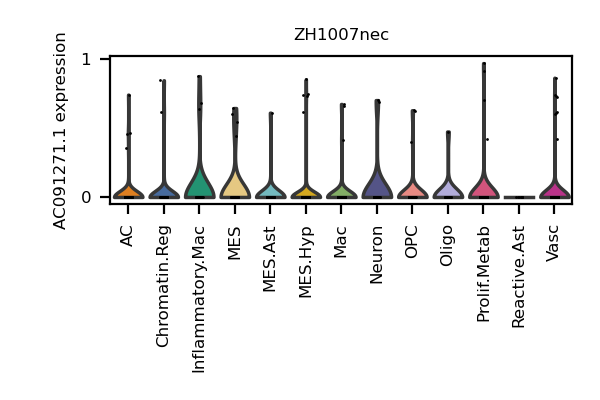 ZH1007nec
AC091271.1 expression
1
0
AC
Chromatin.Reg
Inflammatory.Mac
MES
MES.Ast
MES.Hyp
Mac
Neuron
OPC
Oligo
Prolif.Metab
Reactive.Ast
Vasc